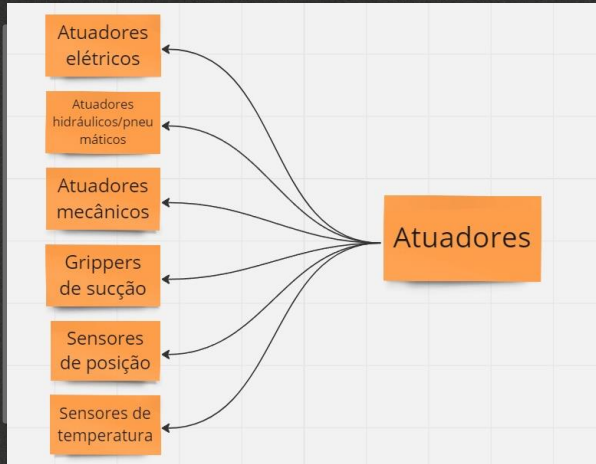 Atuadores
elétricos
Atuadores
hidráulicos/pneu
máticos
Atuadores
mecânicos
Grippers
de sucção
Sensores
de posição
Sensores de
temperatura
Atuadores